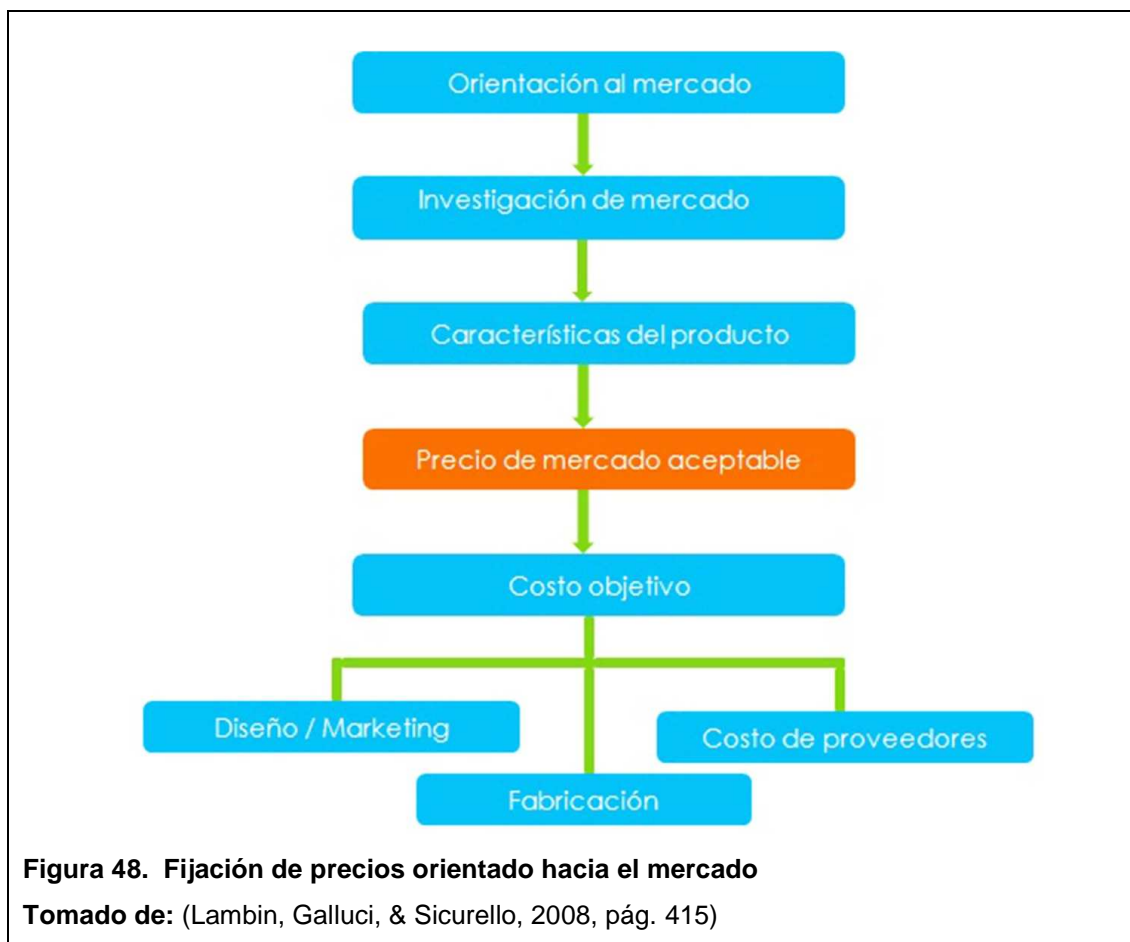 Orientación al mercado
Investigación de mercado
Características del producto
Precio de mercado aceptable
Costo objetivo
Diseño / Marketing
Costo de proveedores
Fabricación
Figura 48. Fijación de precios orientado hacia el mercado
Tomado de: (Lambin, Galluci, & Sicurello, 2008, pág. 415)